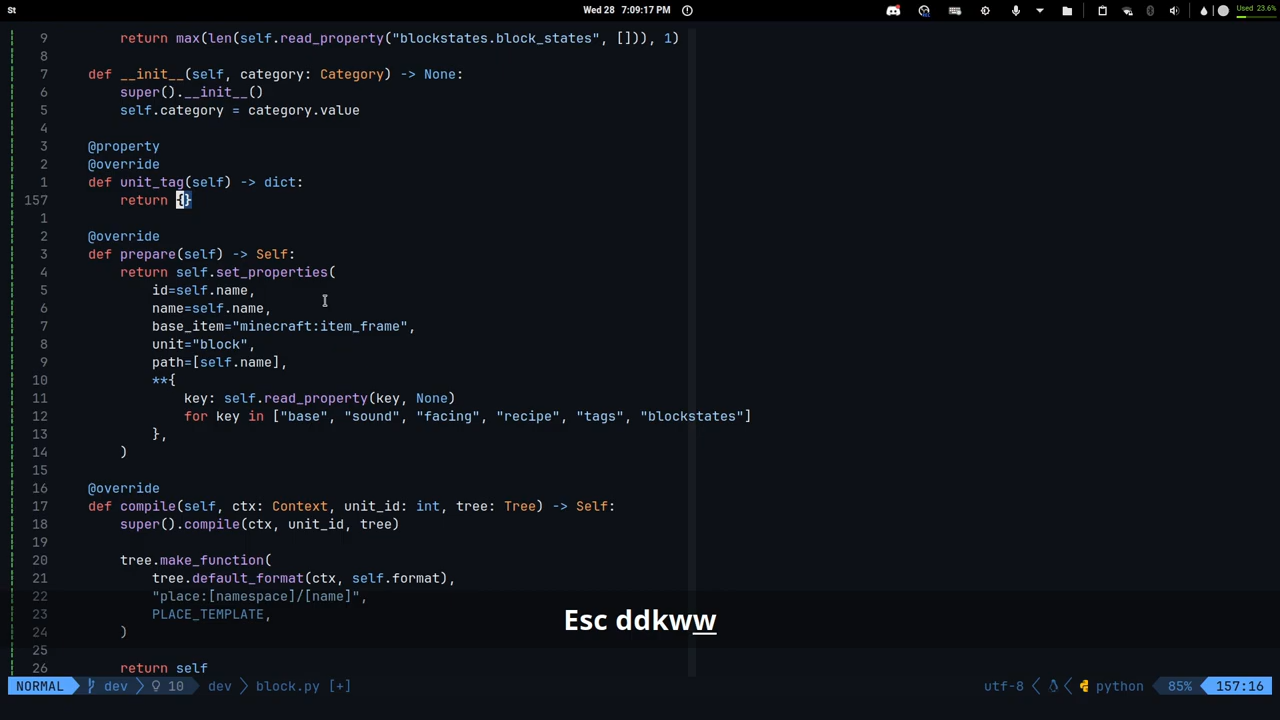 St
Wed 28 - 7:09:17 PM
Used 23.6%
9 return max(len(self.read_property("blockstates.block_states", [])), 1)
8
7 def __init__(self, category: Category) -> None:
6 super().__init__()
5 self.category = category.value
4
3 @property
2 @override
1 def unit_tag(self) -> dict:
157 return {}
1
2 @override
3 def prepare(self) -> Self:
4 return self.set_properties(
5 id=self.name,
6 name=self.name,
7 base_item="minecraft:item_frame",
8 unit="block",
9 path=[self.name],
10 **{
11 key: self.read_property(key, None)
12 for key in ["base", "sound", "facing", "recipe", "tags", "blockstates"]
13 },
14 )
15
16 @override
17 def compile(self, ctx: Context, unit_id: int, tree: Tree) -> Self:
18 super().compile(ctx, unit_id, tree)
19
20 tree.make_function(
21 tree.default_format(ctx, self.format),
22 "place:[namespace]/[name]",
23 PLACE_TEMPLATE,
24 )
25
26 return self
Esc ddkww
NORMAL dev 10 dev block.py [+] utf-8 python 85% 157:16